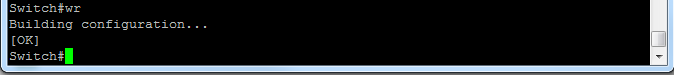 Switch#wr
Building configuration...
[OK]
Switch#